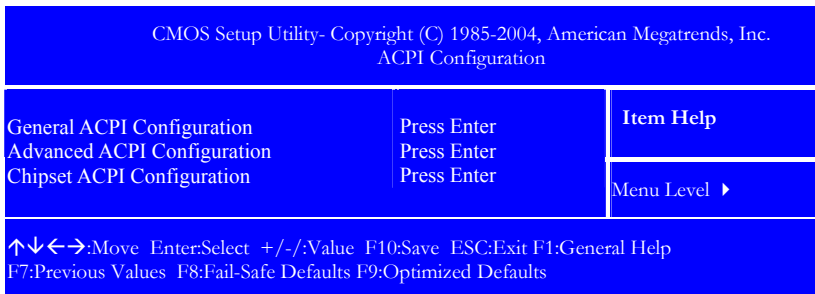 CMOS Setup Utility- Copyright (C) 1985-2004, American Megatrends, Inc.
ACPI Configuration
General ACPI Configuration Press Enter
Advanced ACPI Configuration Press Enter
Chipset ACPI Configuration Press Enter
Item Help
Menu Level
↑↓←→:Move Enter:Select +/-/:Value F10:Save ESC:Exit F1:General Help
F7:Previous Values F8:Fail-Safe Defaults F9:Optimized Defaults